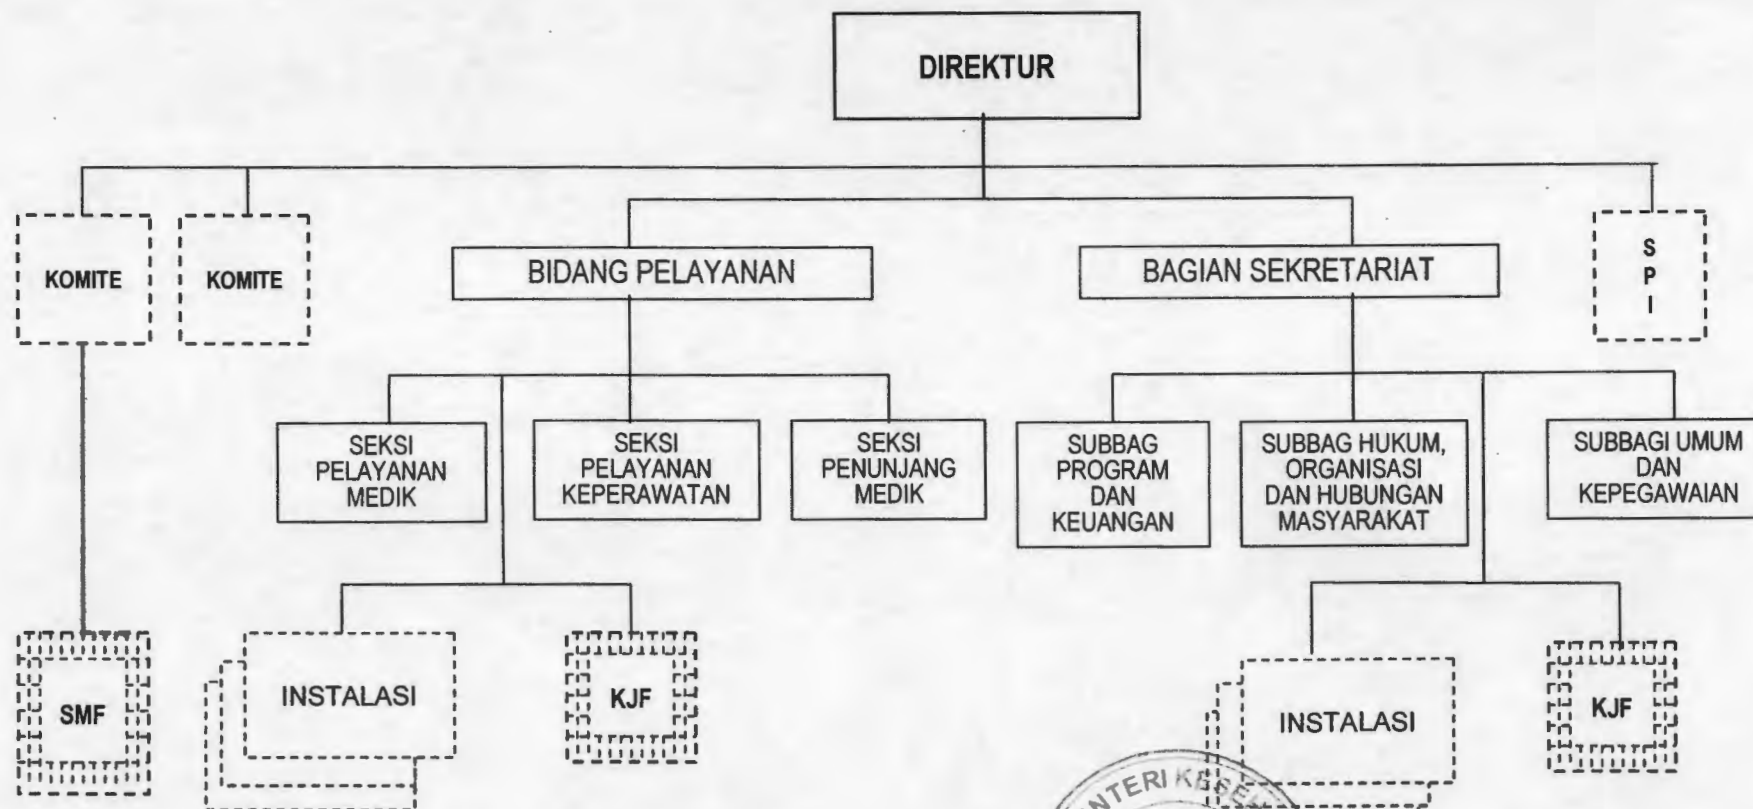 DIREKTUR
KOMITE
KOMITE
BIDANG PELAYANAN
BAGIAN SEKRETARIAT
S
P
I
SEKSI
PELAYANAN
MEDIK
SEKSI
PELAYANAN
KEPERAWATAN
SEKSI
PENUNJANG
MEDIK
SUBBAG
PROGRAM
DAN
KEUANGAN
SUBBAG HUKUM,
ORGANISASI
DAN HUBUNGAN
MASYARAKAT
SUBBAGI UMUM
DAN
KEPEGAWAIAN
SMF
INSTALASI
KJF
INSTALASI
KJF